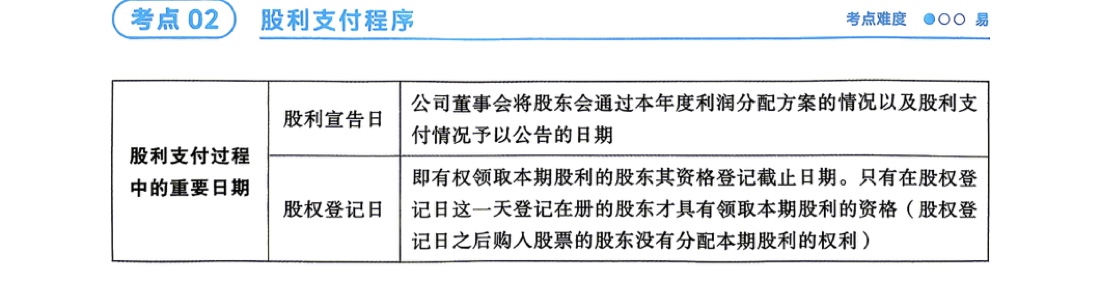 考点 02 股利支付程序 考点难度 ●○○ 易
股利支付过程
中的重要日期
股利宣告日
公司董事会将股东会通过本年度利润分配方案的情况以及股利支
付情况予以公告的日期
股权登记日
即有权领取本期股利的股东其资格登记截止日期。只有在股权登
记日这一天登记在册的股东才具有领取本期股利的资格（股权登
记日之后购入股票的股东没有分配本期股利的权利）